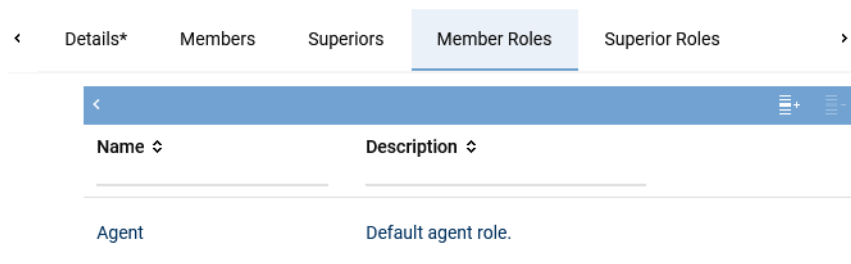 Details* Members Superiors Member Roles Superior Roles
Name Description
Agent Default agent role.